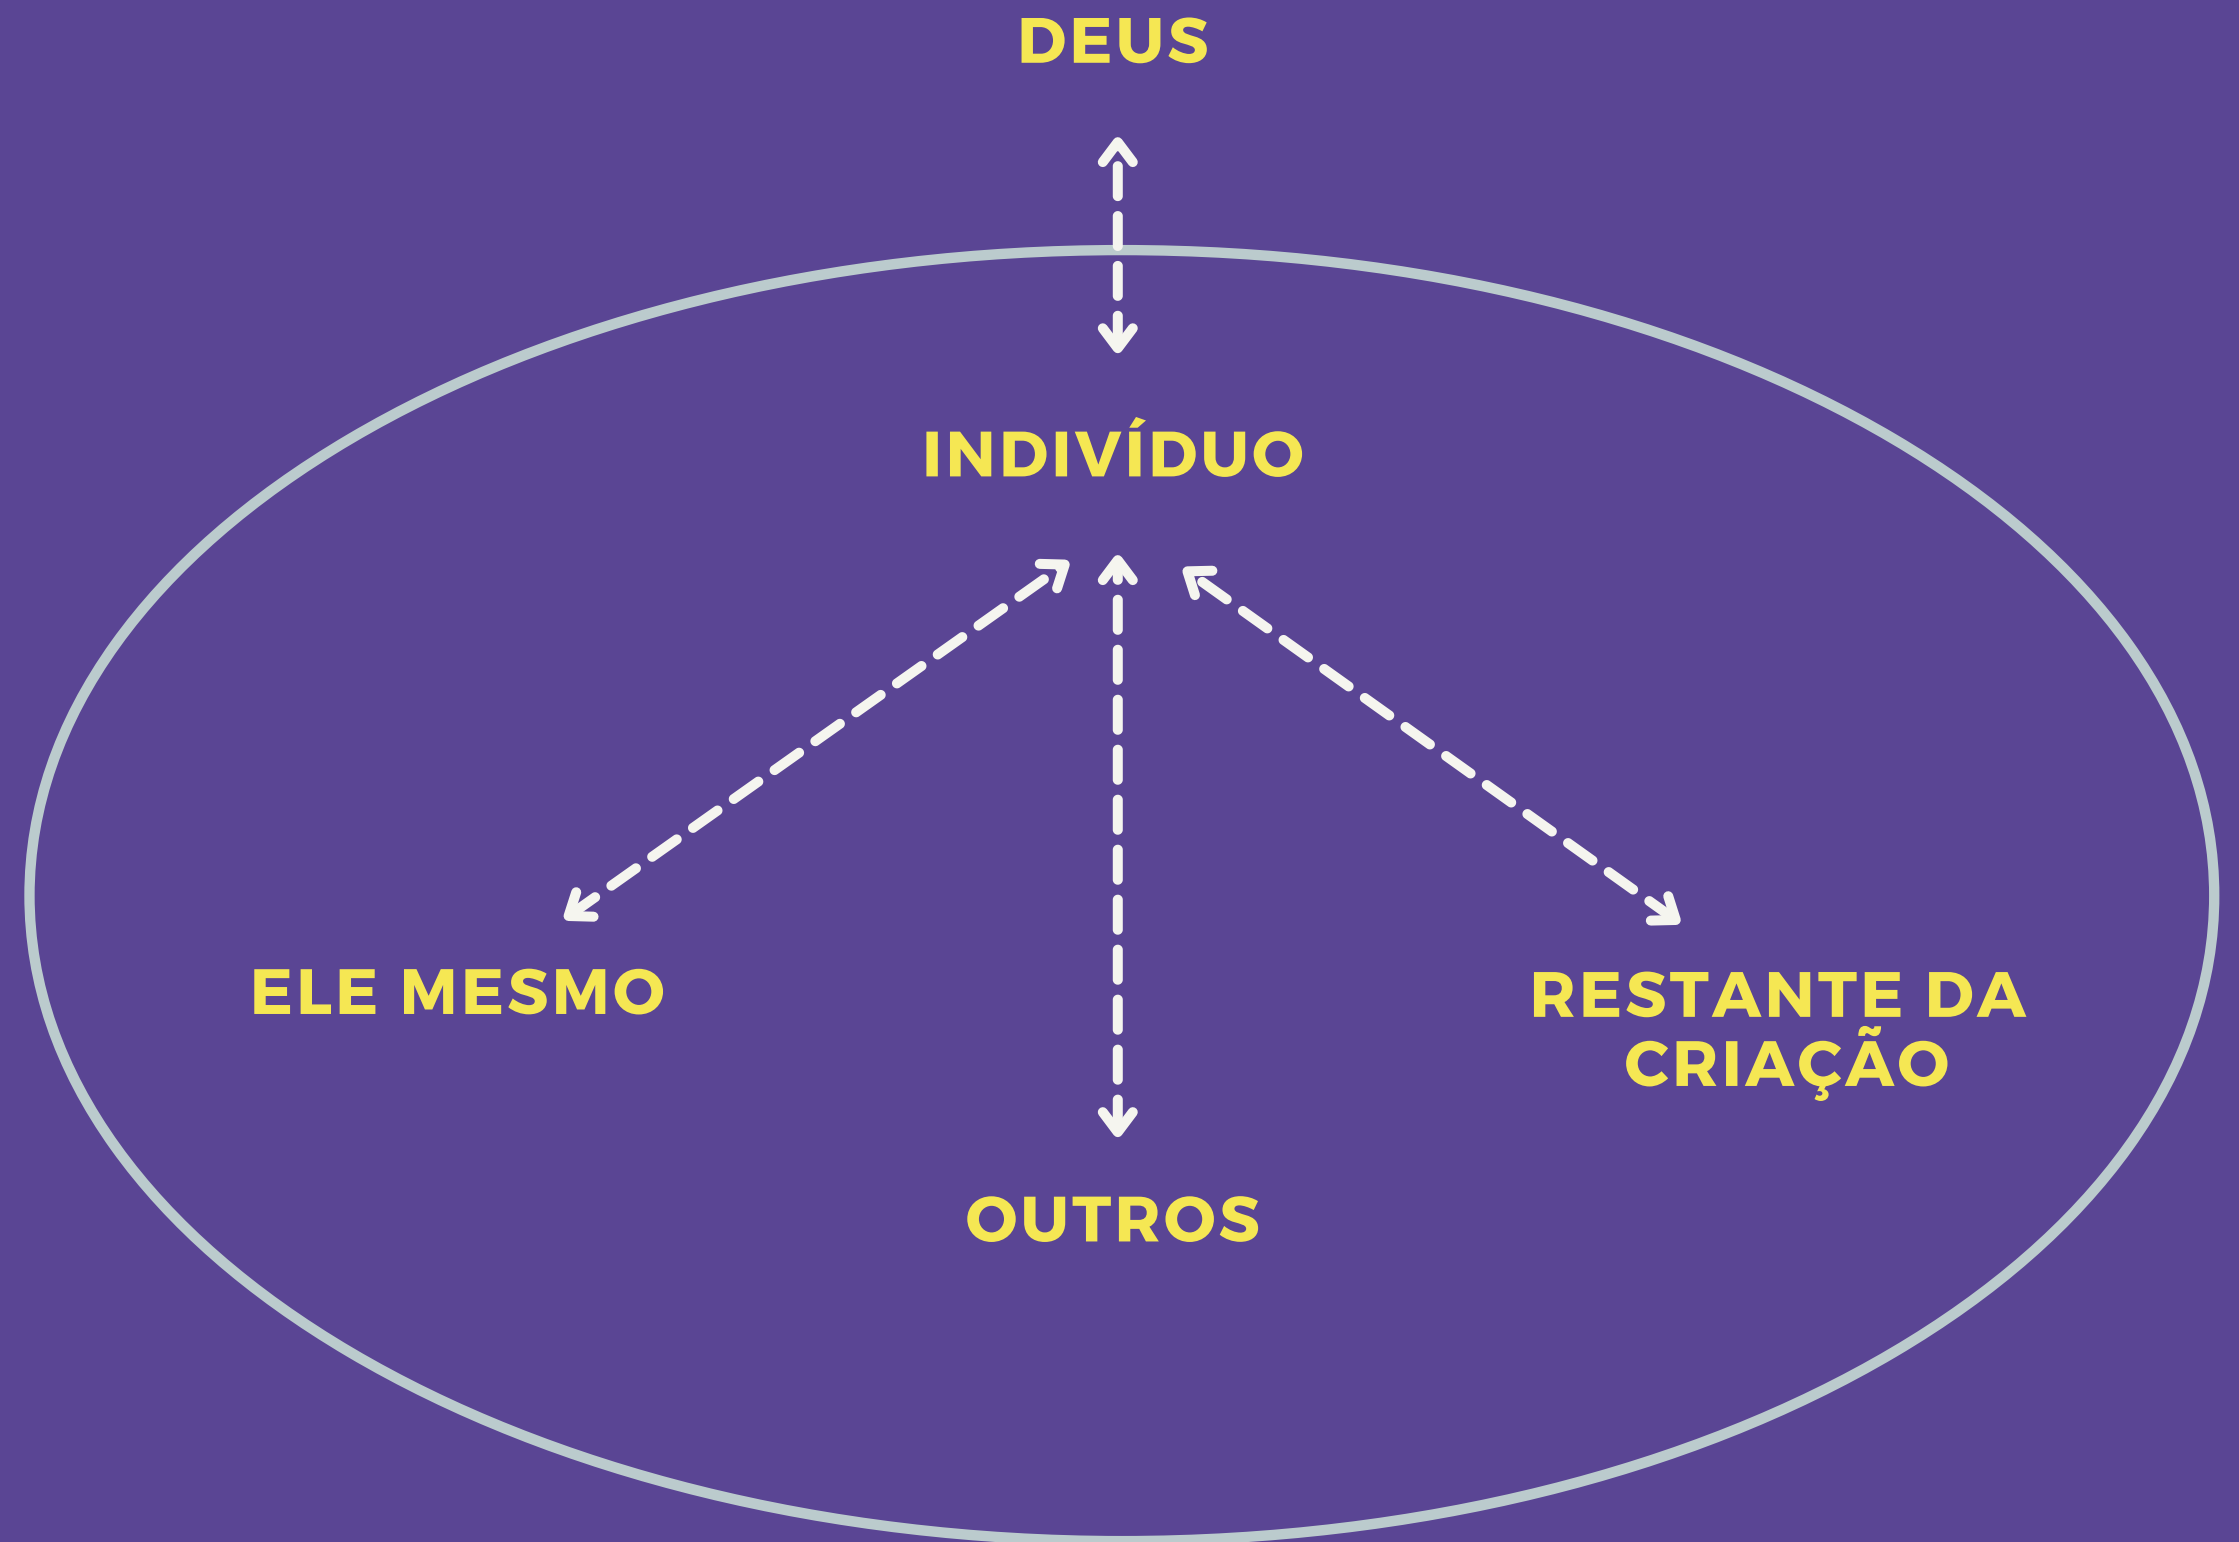 DEUS
INDIVÍDUO
ELE MESMO
RESTANTE DA
CRIAÇÃO
OUTROS